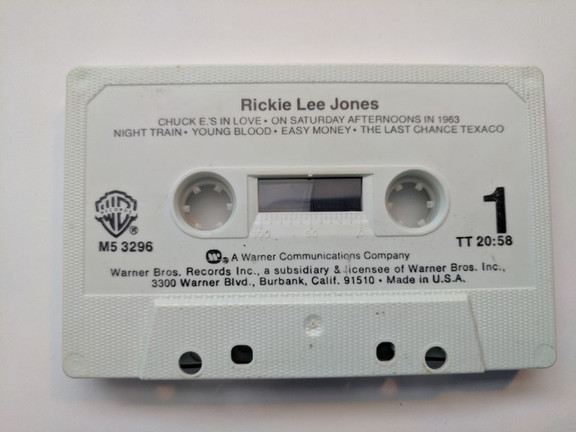 Rickie Lee Jones
CHUCK E.'S IN LOVE • ON SATURDAY AFTERNOONS IN 1963
NIGHT TRAIN • YOUNG BLOOD • EASY MONEY • THE LAST CHANCE TEXACO
RECORDS
WB ®
M5 3296
1
TT 20:58
A Warner Communications Company
Warner Bros. Records Inc., a subsidiary & licensee of Warner Bros. Inc.,
3300 Warner Blvd., Burbank, Calif. 91510 • Made in U.S.A.